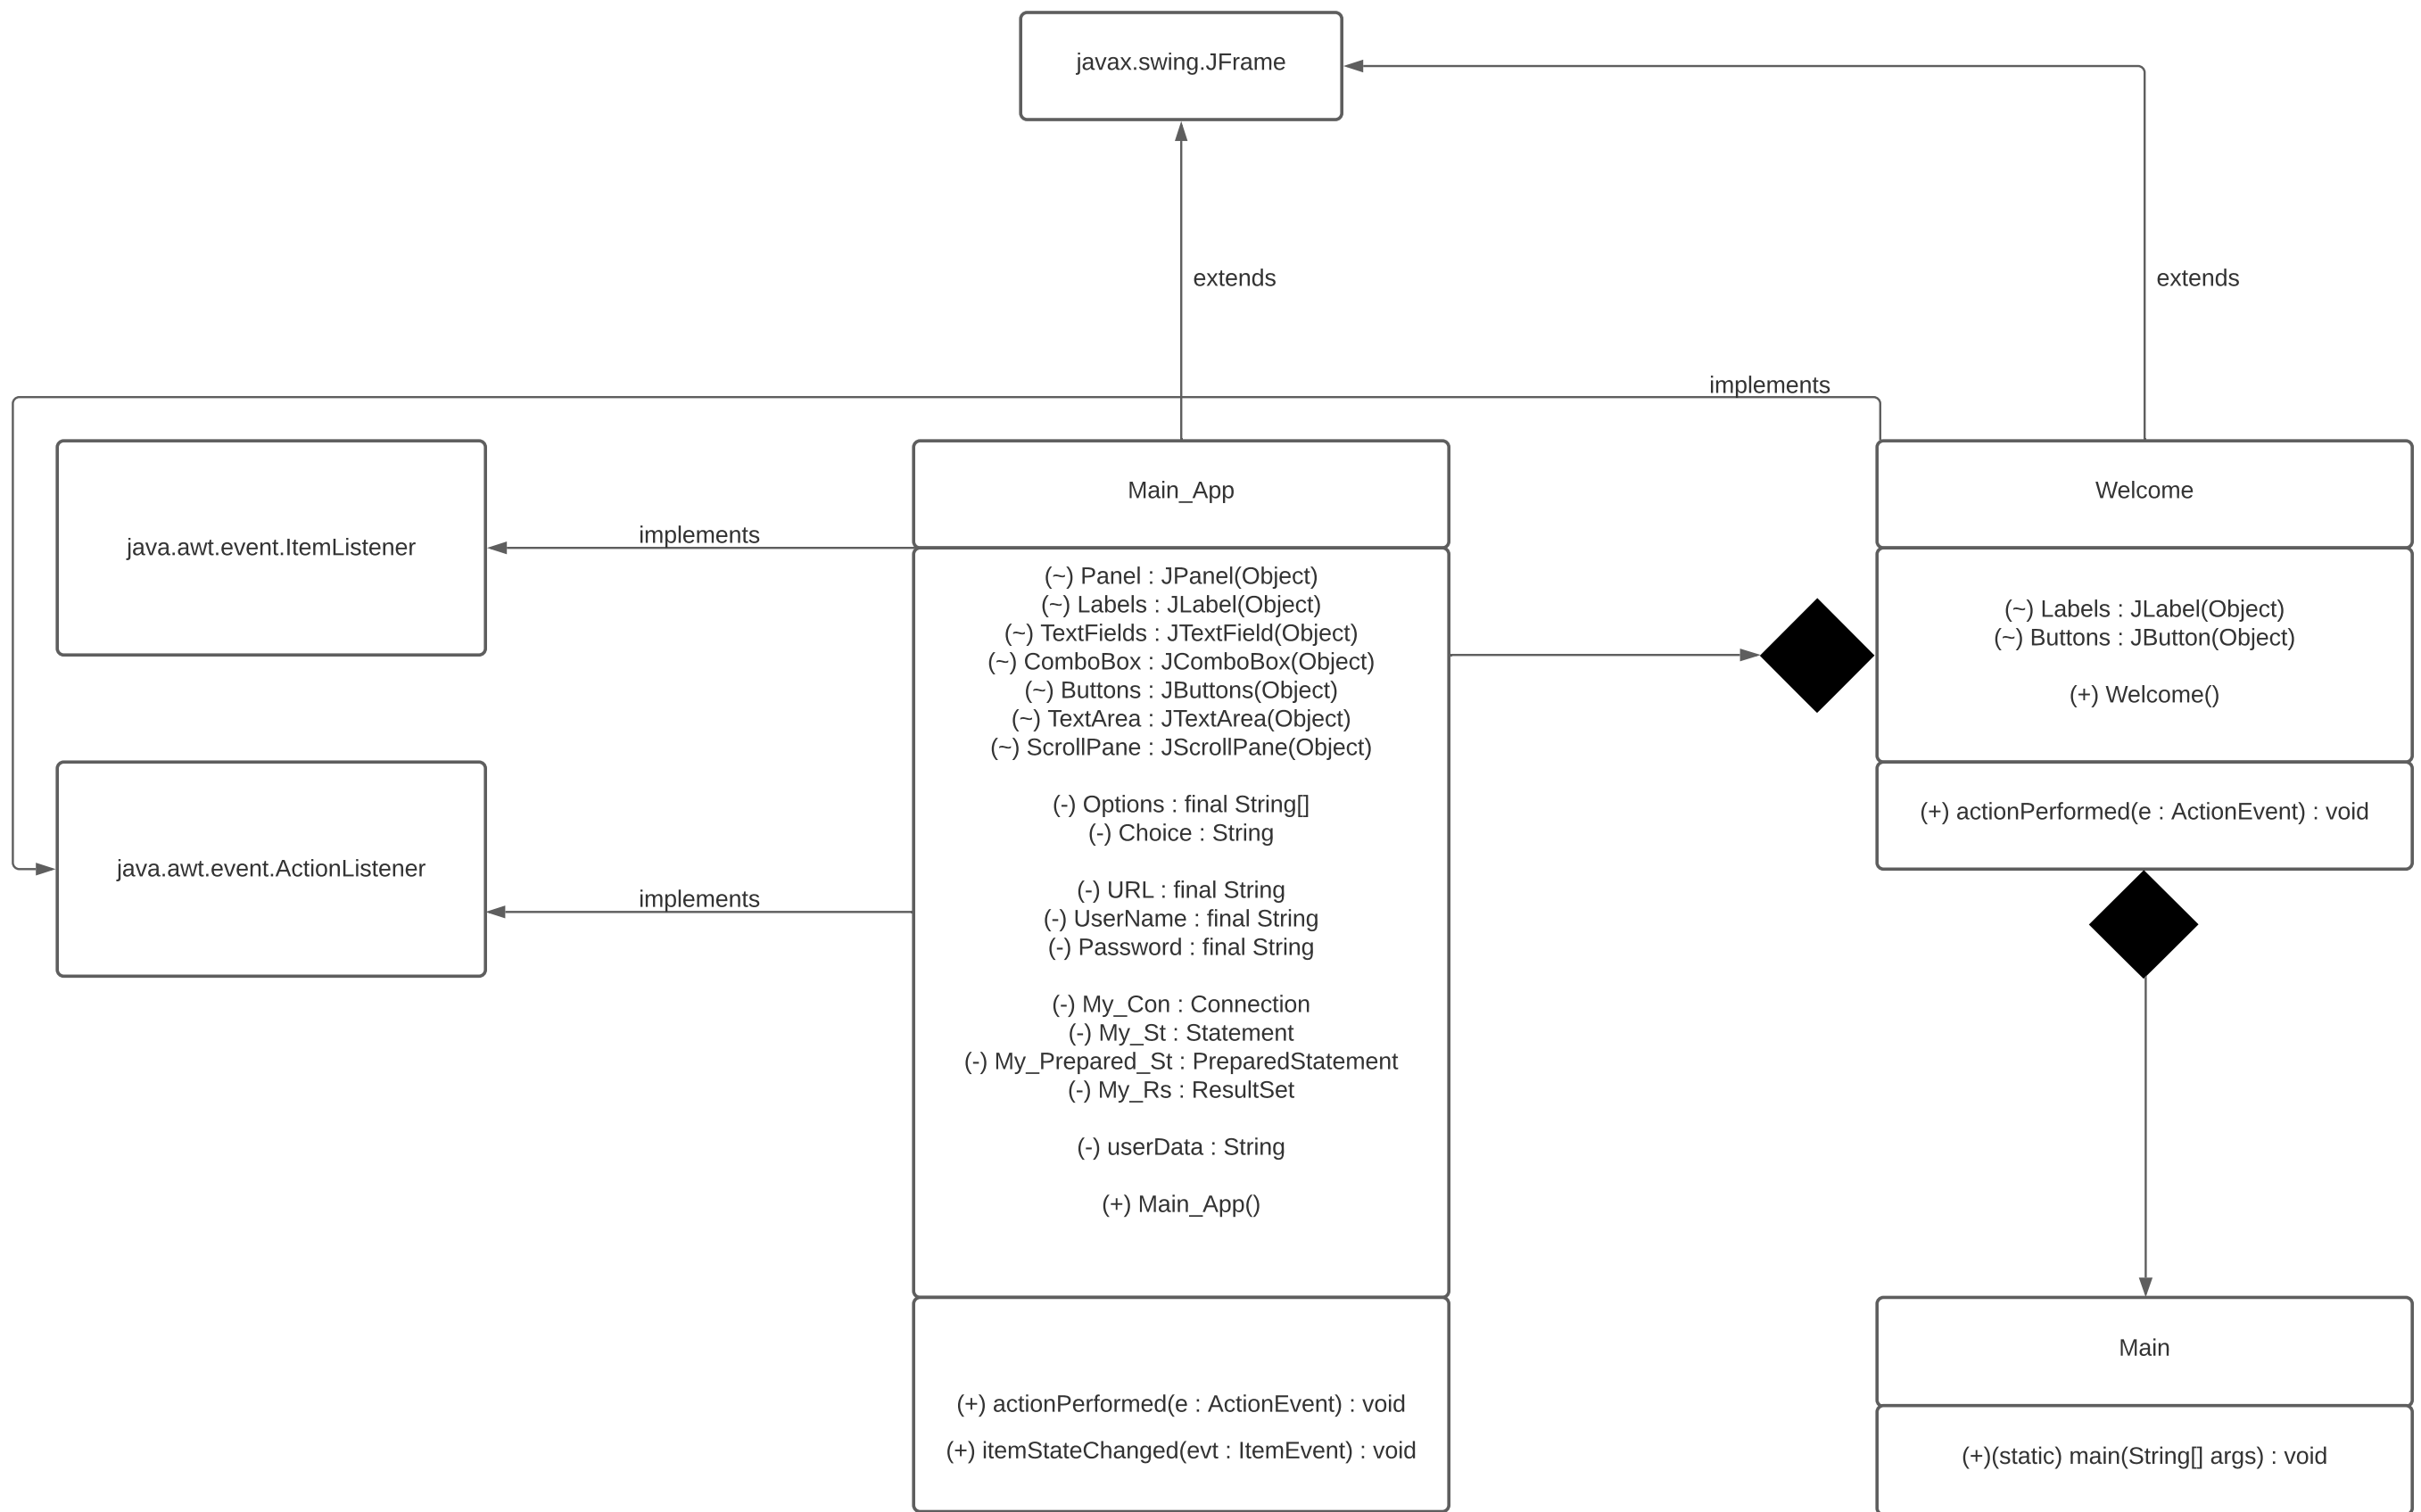 javax.swing.JFrame
extends
extends
implements
java.awt.event.ItemListener
implements
java.awt.event.ActionListener
implements
Main_App
(~) Panel : JPanel(Object)
(~) Labels : JLabel(Object)
(~) TextFields : JTextField(Object)
(~) ComboBox : JComboBox(Object)
(~) Buttons : JButtons(Object)
(~) TextArea : JTextArea(Object)
(~) ScrollPane : JScrollPane(Object)
(-) Options : final String[]
(-) Choice : String
(-) URL : final String
(-) UserName : final String
(-) Password : final String
(-) My_Con : Connection
(-) My_St : Statement
(-) My_Prepared_St : PreparedStatement
(-) My_Rs : ResultSet
(-) userData : String
(+) Main_App()
(+) actionPerformed(e : ActionEvent) : void
(+) itemStateChanged(evt : ItemEvent) : void
Welcome
(~) Labels : JLabel(Object)
(~) Buttons : JButton(Object)
(+) Welcome()
(+) actionPerformed(e : ActionEvent) : void
Main
(+)(static) main(String[] args) : void